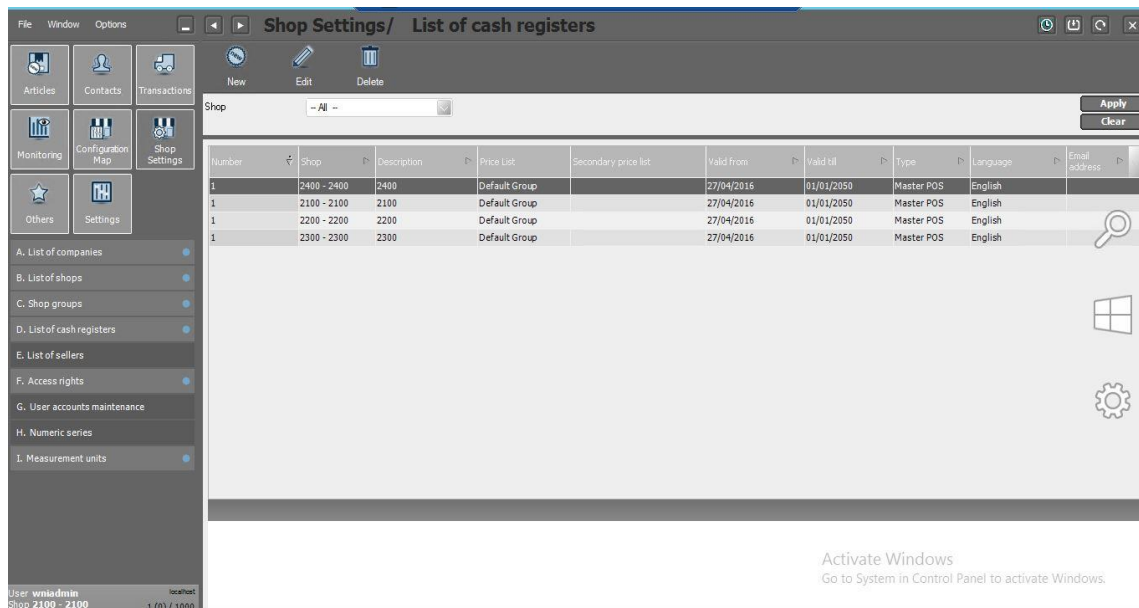 File Window Options
Shop Settings/ List of cash registers
Articles Contacts Transactions
New Edit Delete
Shop -- All --
Apply
Clear
Monitoring Configuration Map Shop Settings
Others Settings
Number Shop Description Price List Secondary price list Valid from Valid till Type Language Email address
1 2400 - 2400 2400 Default Group 27/04/2016 01/01/2050 Master POS English
1 2100 - 2100 2100 Default Group 27/04/2016 01/01/2050 Master POS English
1 2200 - 2200 2200 Default Group 27/04/2016 01/01/2050 Master POS English
1 2300 - 2300 2300 Default Group 27/04/2016 01/01/2050 Master POS English
A. List of companies
B. List of shops
C. Shop groups
D. List of cash registers
E. List of sellers
F. Access rights
G. User accounts maintenance
H. Numeric series
I. Measurement units
Activate Windows
Go to System in Control Panel to activate Windows.
User wniadmin localhost
Shop 2100 - 2100 1 (0) / 1000